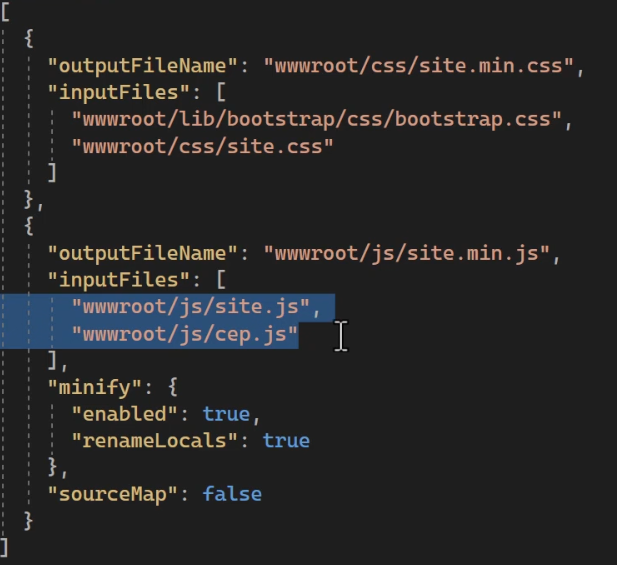 [
{
"outputFileName": "wwwroot/css/site.min.css",
"inputFiles": [
"wwwroot/lib/bootstrap/css/bootstrap.css",
"wwwroot/css/site.css"
]
},
{
"outputFileName": "wwwroot/js/site.min.js",
"inputFiles": [
"wwwroot/js/site.js",
"wwwroot/js/cep.js"
],
"minify": {
"enabled": true,
"renameLocals": true
},
"sourceMap": false
}
]